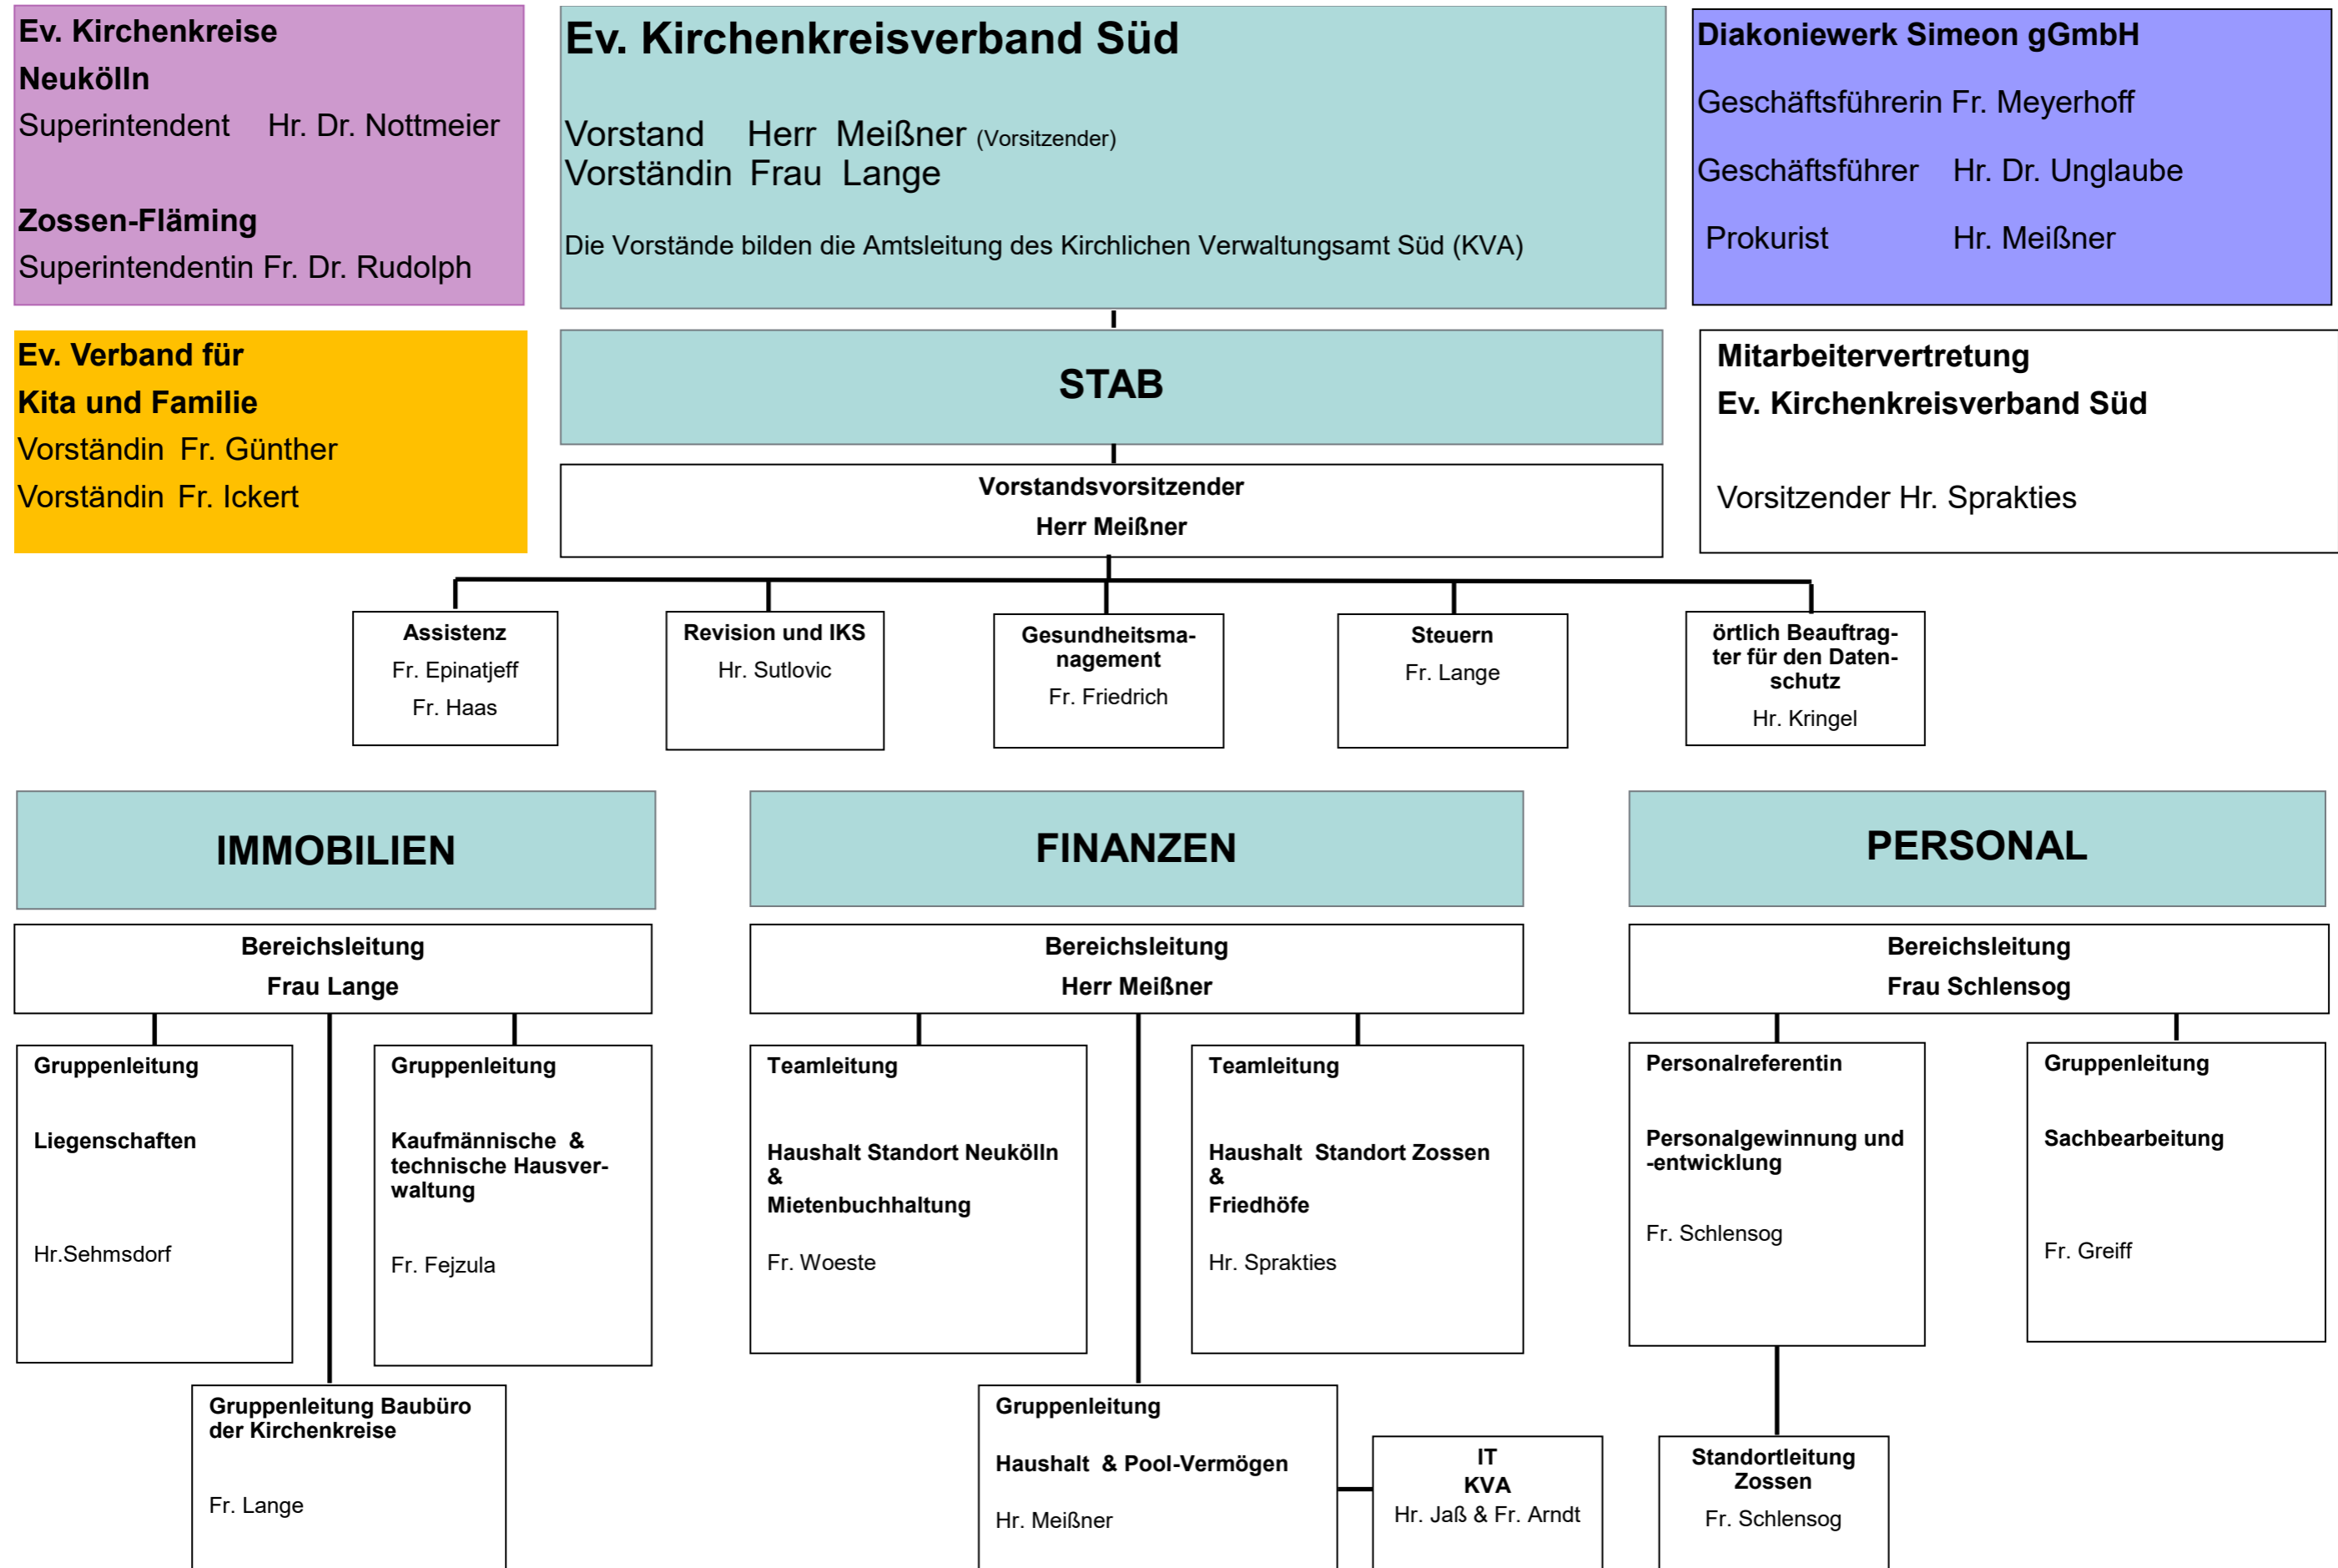 Ev. Kirchenkreise
Neukölln
Superintendent Hr. Dr. Nottmeier
Zossen-Fläming
Superintendentin Fr. Dr. Rudolph
Ev. Kirchenkreisverband Süd
Vorstand Herr Meißner (Vorsitzender)
Vorständin Frau Lange
Die Vorstände bilden die Amtsleitung des Kirchlichen Verwaltungsamt Süd (KVA)
Diakoniewerk Simeon gGmbH
Geschäftsführerin Fr. Meyerhoff
Geschäftsführer Hr. Dr. Unglaube
Prokurist Hr. Meißner
Ev. Verband für
Kita und Familie
Vorständin Fr. Günther
Vorständin Fr. Ickert
STAB
Vorstandsvorsitzender
Herr Meißner
Mitarbeitervertretung
Ev. Kirchenkreisverband Süd
Vorsitzender Hr. Sprakties
Assistenz
Fr. Epinatjeff
Fr. Haas
Revision und IKS
Hr. Sutlovic
Gesundheitsma-
nagement
Fr. Friedrich
Steuern
Fr. Lange
örtlich Beauftrag-
ter für den Daten-
schutz
Hr. Kringel
IMMOBILIEN
Bereichsleitung
Frau Lange
Gruppenleitung
Liegenschaften
Hr.Sehmsdorf
Gruppenleitung
Kaufmännische &
technische Hausver-
waltung
Fr. Fejzula
Gruppenleitung Baubüro
der Kirchenkreise
Fr. Lange
FINANZEN
Bereichsleitung
Herr Meißner
Teamleitung
Haushalt Standort Neukölln
&
Mietenbuchhaltung
Fr. Woeste
Teamleitung
Haushalt Standort Zossen
&
Friedhöfe
Hr. Sprakties
Gruppenleitung
Haushalt & Pool-Vermögen
Hr. Meißner
IT
KVA
Hr. Jaß & Fr. Arndt
PERSONAL
Bereichsleitung
Frau Schlensog
Personalreferentin
Personalgewinnung und
-entwicklung
Fr. Schlensog
Gruppenleitung
Sachbearbeitung
Fr. Greiff
Standortleitung
Zossen
Fr. Schlensog